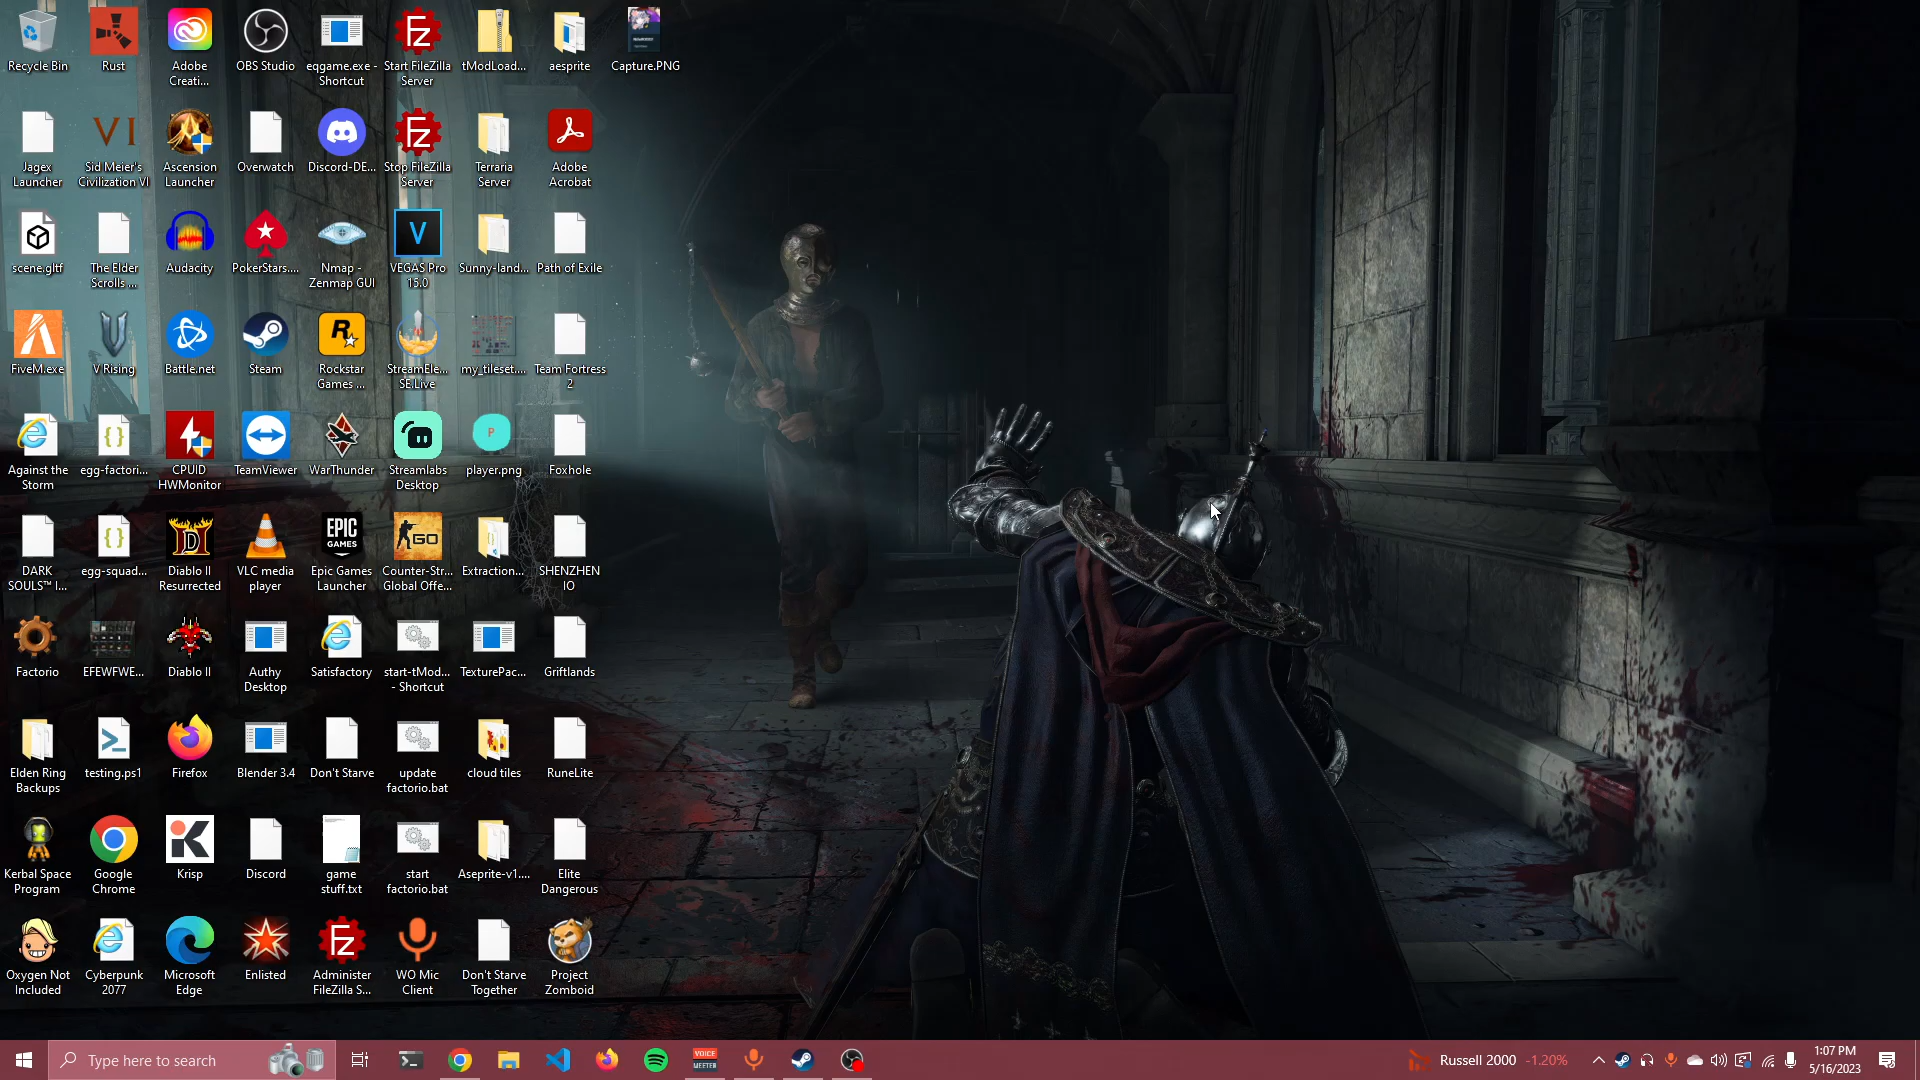 Recycle Bin
Rust
Adobe
Creati...
OBS Studio
eqgame.exe -
Shortcut
Start FileZilla
Server
tModLoad...
aesprite
Capture.PNG
Jagex
Launcher
VI
Sid Meier's
Civilization VI
Ascension
Launcher
Overwatch
Discord-DE...
Stop FileZilla
Server
Terraria
Server
Adobe
Acrobat
scene.gltf
The Elder
Scrolls ...
Audacity
PokerStars....
Nmap -
Zenmap GUI
V
VEGAS Pro
15.0
Sunny-land...
Path of Exile
FiveM.exe
V Rising
Battle.net
Steam
R
Rockstar
Games ...
StreamEle...
SE.Live
my_tileset....
Team Fortress
2
Against the
Storm
egg-factori...
CPUID
HWMonitor
TeamViewer
WarThunder
Streamlabs
Desktop
P
player.png
Foxhole
DARK
SOULS™ I...
egg-squad...
Diablo II
Resurrected
VLC media
player
EPIC
GAMES
Epic Games
Launcher
GO
Counter-Str...
Global Offe...
Extraction...
SHENZHEN
IO
Factorio
EFEWFWE...
Diablo II
Authy
Desktop
Satisfactory
start-tMod...
- Shortcut
TexturePac...
Griftlands
Elden Ring
Backups
testing.ps1
Firefox
Blender 3.4
Don't Starve
update
factorio.bat
cloud tiles
RuneLite
Kerbal Space
Program
Google
Chrome
Krisp
Discord
game
stuff.txt
start
factorio.bat
Aseprite-v1....
Elite
Dangerous
Oxygen Not
Included
Cyberpunk
2077
Microsoft
Edge
Enlisted
Fz
Administer
FileZilla S...
WO Mic
Client
Don't Starve
Together
Project
Zomboid
Type here to search
VOICE
MEETER
Russell 2000 -1.20%
1:07 PM
5/16/2023